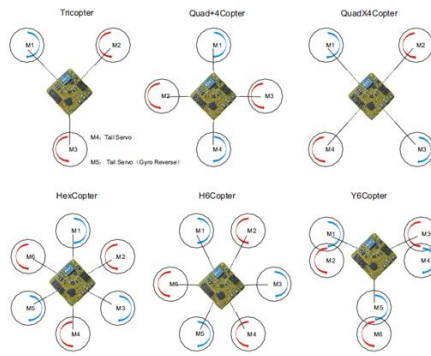 Tricopter
Quad+4Copter
QuadX4Copter
M1
M2
M1
M1
M2
M2
M3
M3
M4: Tail Servo
M5: Tail Servo (Gyro Reverse)
M4
M4
M3
HexCopter
H6Copter
Y6Copter
M1
M1
M2
M1
M3
M6
M2
M2
M4
M6
M3
M5
M3
M5
M4
M5
M4
M6